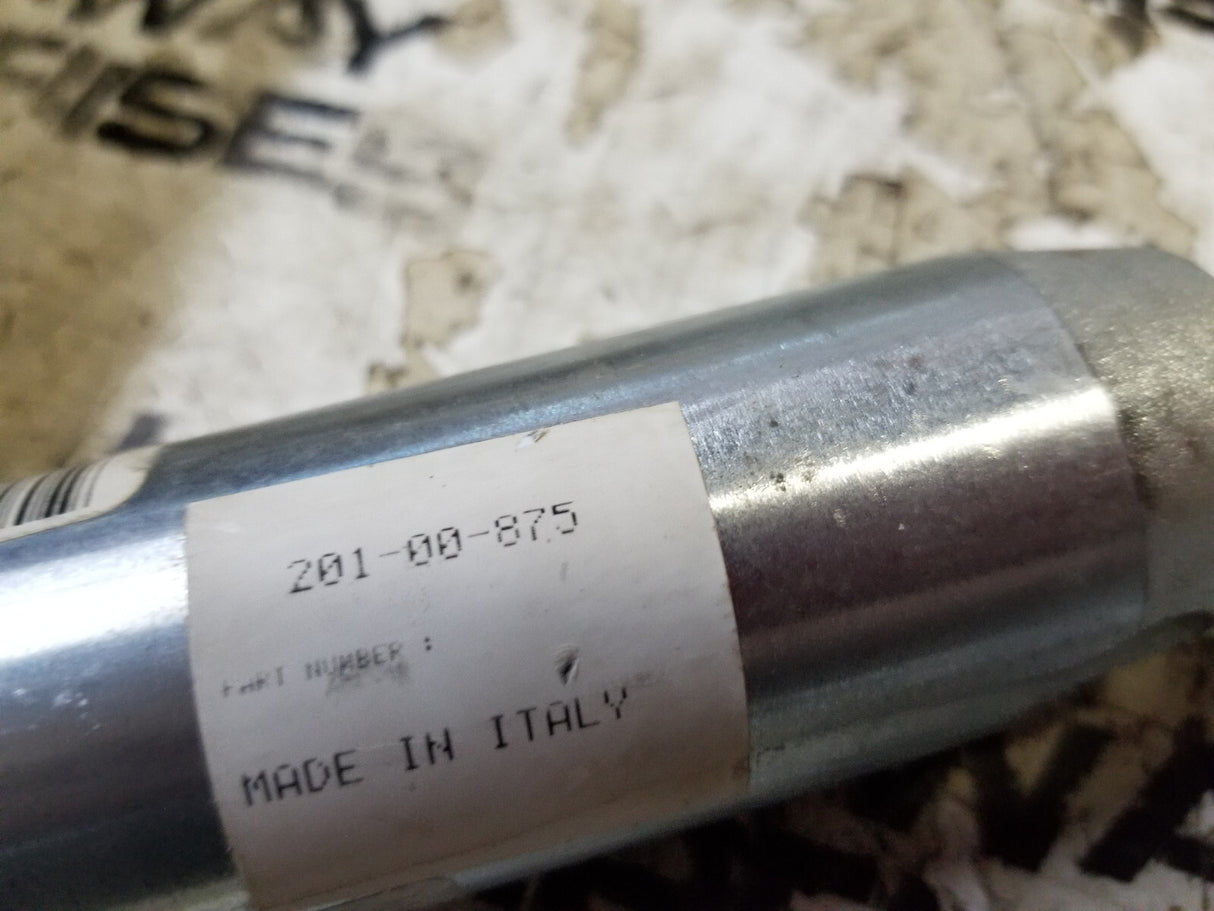 201-00-875
PART NUMBER :
MADE IN ITALY